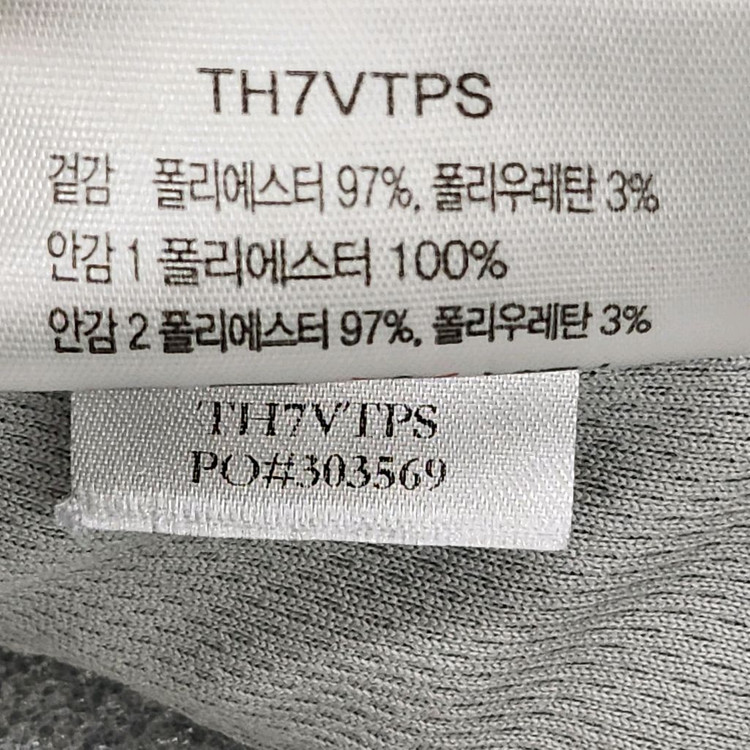 TH7VTPS
겉감 폴리에스터 97%, 폴리우레탄 3%
안감 1 폴리에스터 100%
안감 2 폴리에스터 97%, 폴리우레탄 3%
TH7VTPS
PO#303569